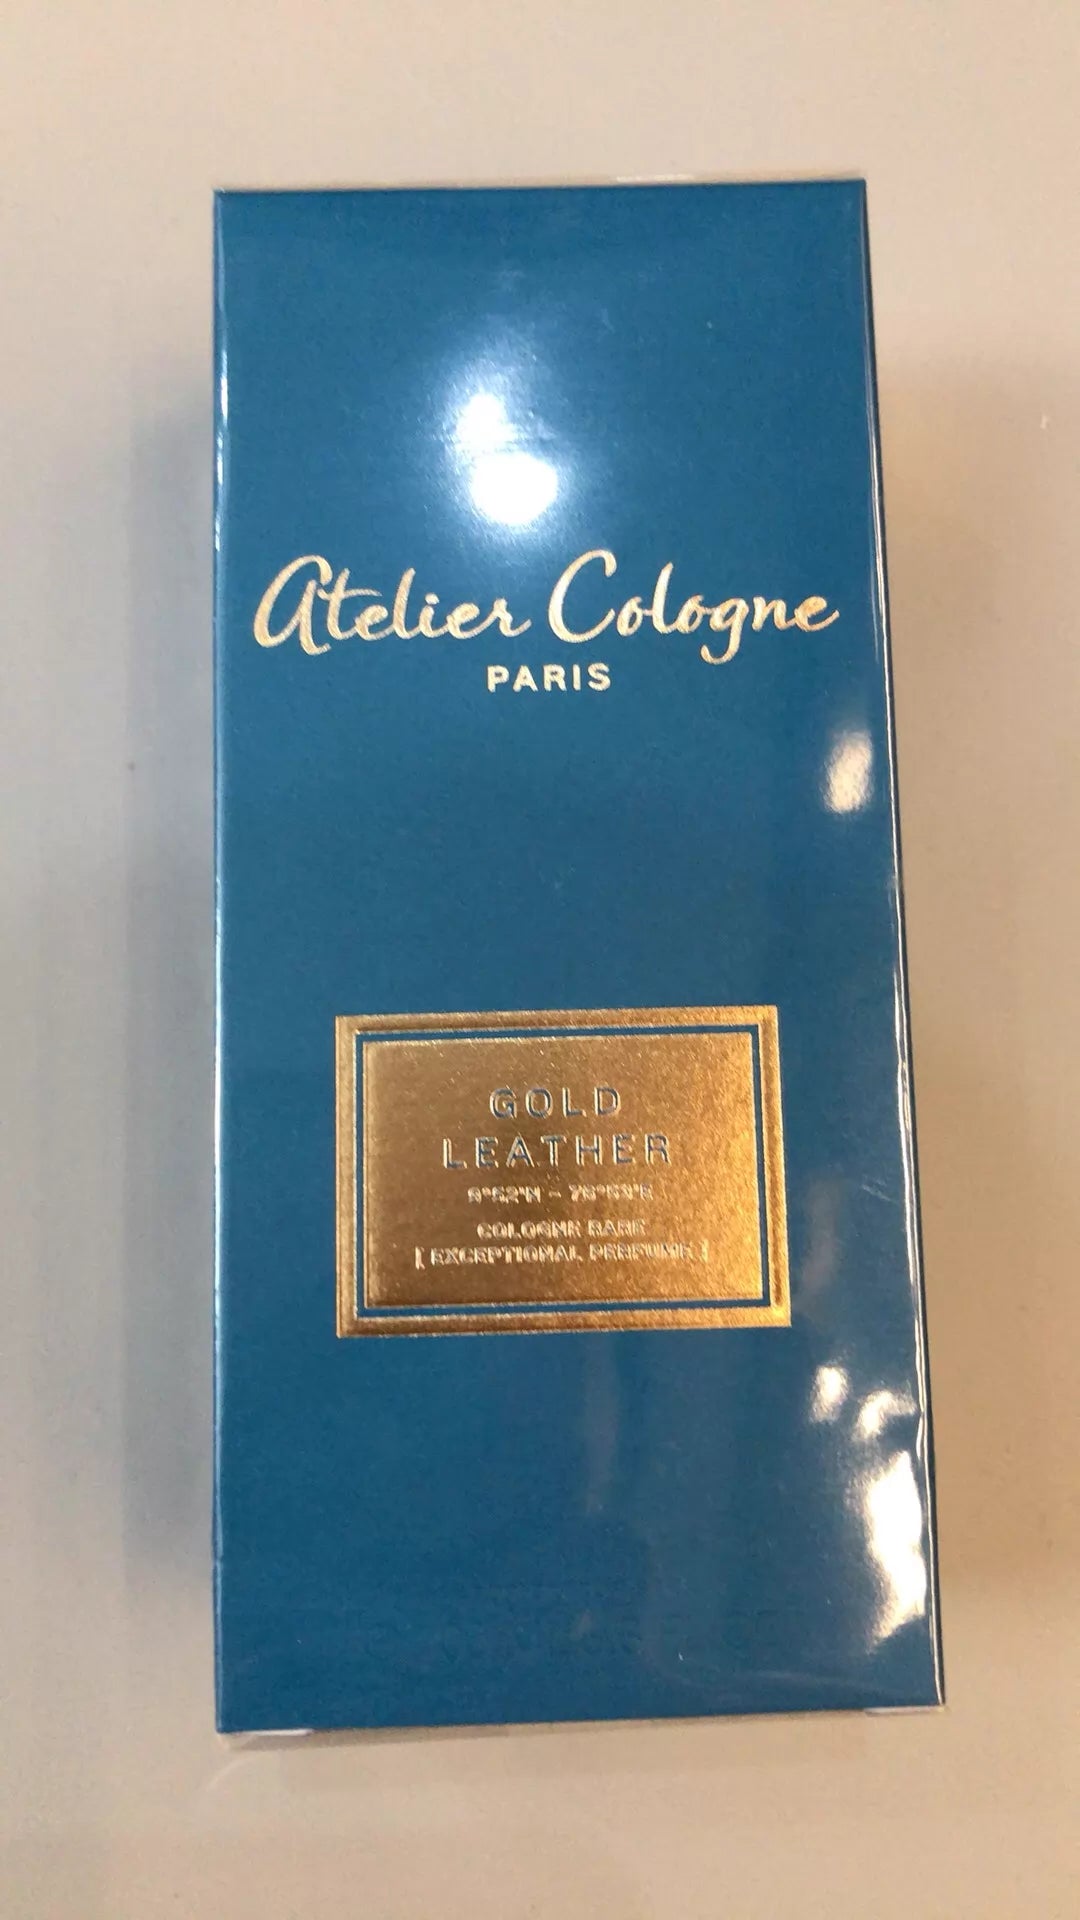 Atelier Cologne
PARIS
GOLD
LEATHER
COLOGNE RARE
[ EXCEPTIONAL PERFUME ]